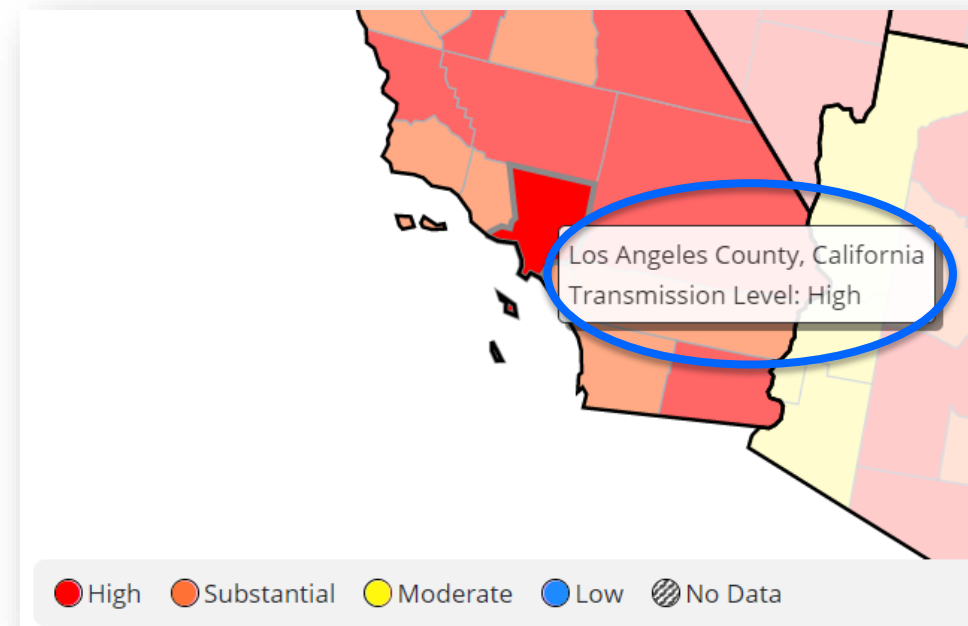 Los Angeles County, California
Transmission Level: High
High Substantial Moderate Low No Data